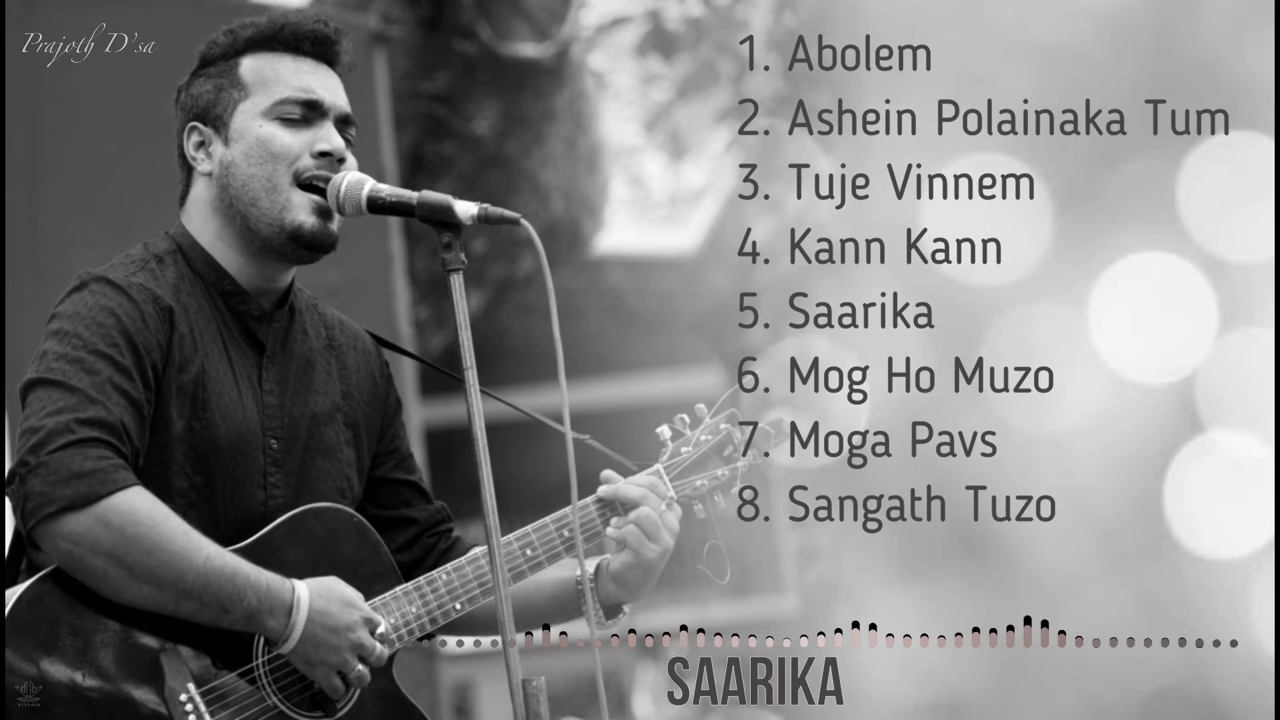 Prajoth D'sa
1. Abolem
2. Ashein Polainaka Tum
3. Tuje Vinnem
4. Kann Kann
5. Saarika
6. Mog Ho Muzo
7. Moga Pavs
8. Sangath Tuzo
SAARIKA